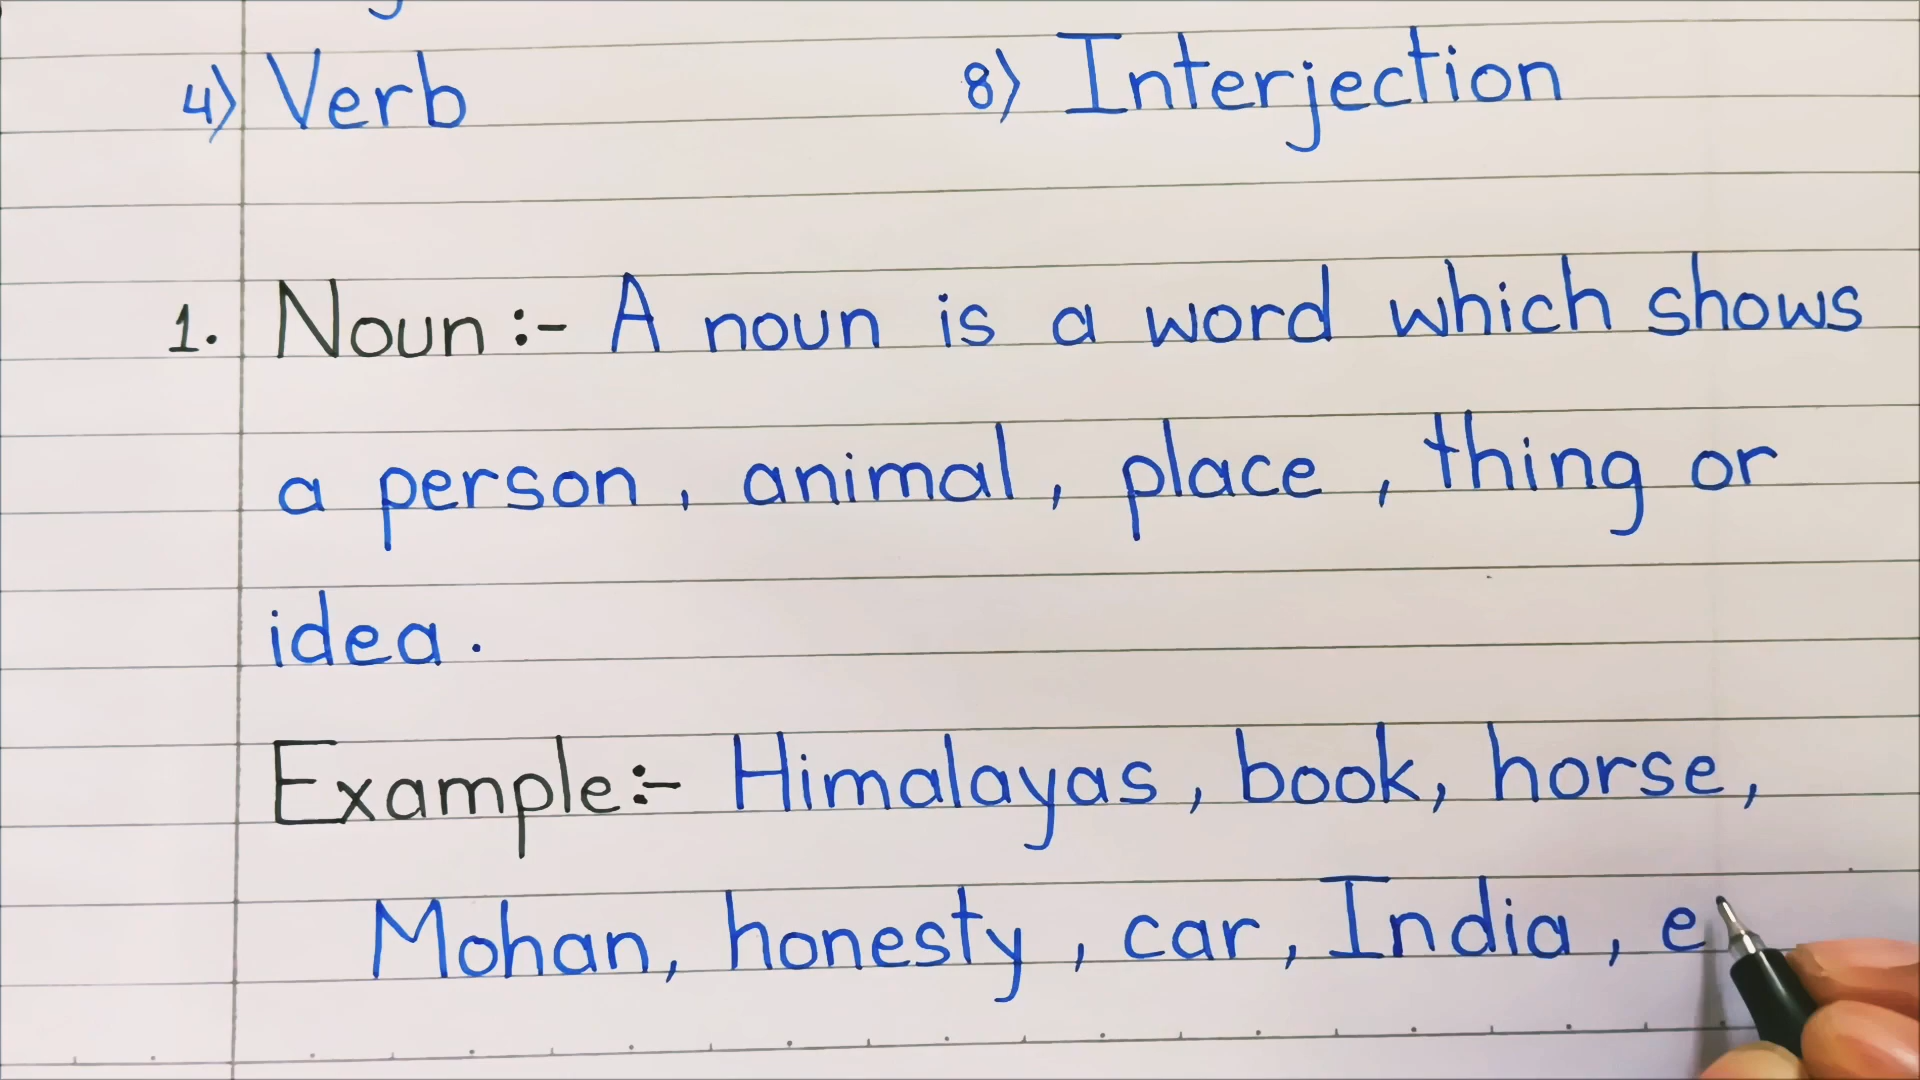 4) Verb 8) Interjection
1. Noun :- A noun is a word which shows
a person, animal, place, thing or
idea.
Example:- Himalayas, book, horse,
Mohan, honesty, car, India, e